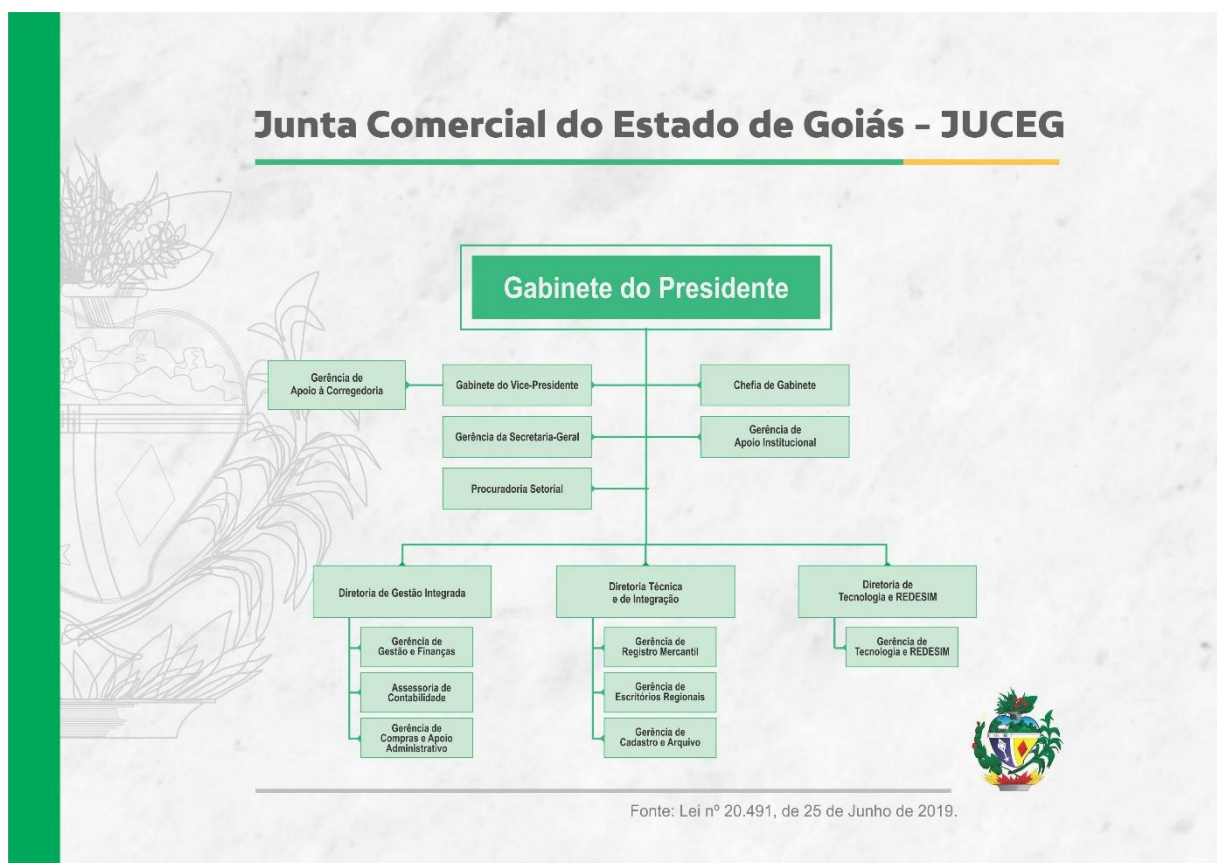 Junta Comercial do Estado de Goiás - JUCEG
Gabinete do Presidente
Gerência de
Apoio à Corregedoria
Gabinete do Vice-Presidente
Chefia de Gabinete
Gerência da Secretaria-Geral
Gerência de
Apoio Institucional
Procuradoria Setorial
Diretoria de Gestão Integrada
Diretoria Técnica
e de Integração
Diretoria de
Tecnologia e REDESIM
Gerência de
Gestão e Finanças
Gerência de
Registro Mercantil
Gerência de
Tecnologia e REDESIM
Assessoria de
Contabilidade
Gerência de
Escritórios Regionais
Gerência de
Compras e Apoio
Administrativo
Gerência de
Cadastro e Arquivo
Fonte: Lei nº 20.491, de 25 de Junho de 2019.